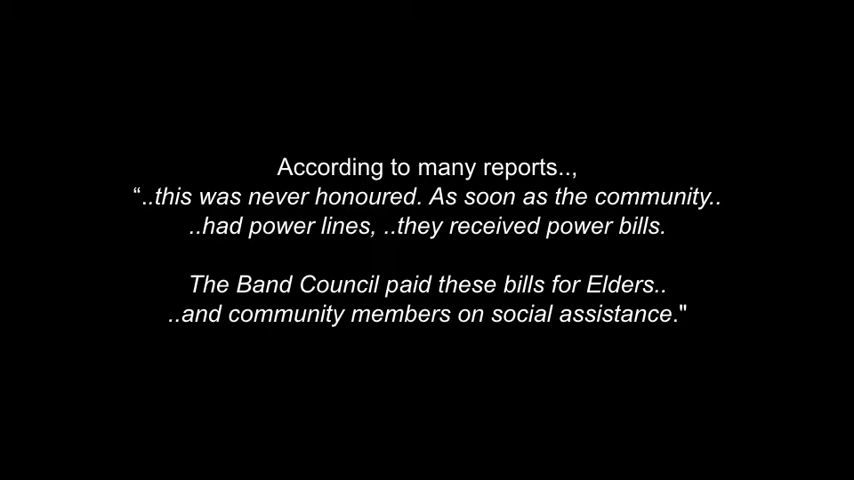 According to many reports..,
“..this was never honoured. As soon as the community..
..had power lines, ..they received power bills.
The Band Council paid these bills for Elders..
..and community members on social assistance."